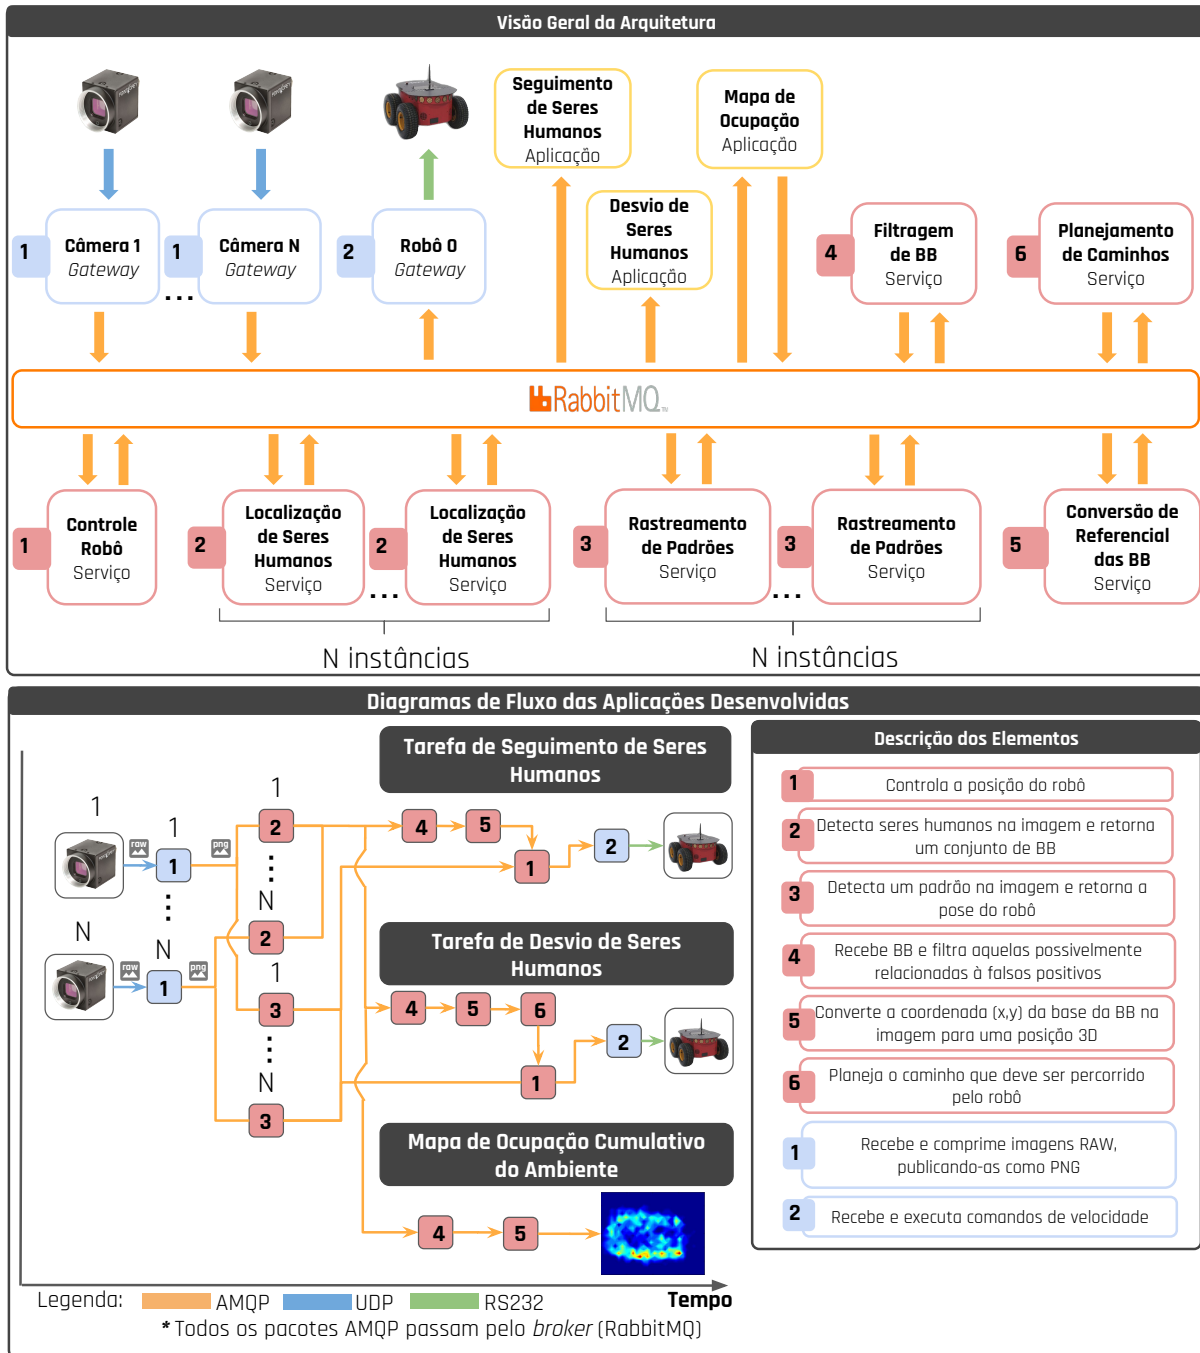 Visão Geral da Arquitetura
Seguimento
de Seres
Humanos
Aplicação
Mapa de
Ocupação
Aplicação
Desvio de
Seres
Humanos
Aplicação
1
Câmera 1
Gateway
...
1
Câmera N
Gateway
2
Robô 0
Gateway
4
Filtragem
de BB
Serviço
6
Planejamento
de Caminhos
Serviço
RabbitMQ
1
Controle
Robô
Serviço
2
Localização
de Seres
Humanos
Serviço
...
2
Localização
de Seres
Humanos
Serviço
3
Rastreamento
de Padrões
Serviço
...
3
Rastreamento
de Padrões
Serviço
5
Conversão de
Referencial
das BB
Serviço
N instâncias
N instâncias
Diagramas de Fluxo das Aplicações Desenvolvidas
Tarefa de Seguimento de Seres
Humanos
1
1
1
raw
1
png
2
4
5
1
2
N
N
N
raw
1
png
2
1
3
N
3
Tarefa de Desvio de Seres
Humanos
4
5
6
1
2
Mapa de Ocupação Cumulativo
do Ambiente
4
5
Tempo
Legenda:
AMQP
UDP
RS232
* Todos os pacotes AMQP passam pelo broker (RabbitMQ)
Descrição dos Elementos
1
Controla a posição do robô
2
Detecta seres humanos na imagem e retorna
um conjunto de BB
3
Detecta um padrão na imagem e retorna a
pose do robô
4
Recebe BB e filtra aquelas possivelmente
relacionadas à falsos positivos
5
Converte a coordenada (x,y) da base da BB na
imagem para uma posição 3D
6
Planeja o caminho que deve ser percorrido
pelo robô
1
Recebe e comprime imagens RAW,
publicando-as como PNG
2
Recebe e executa comandos de velocidade